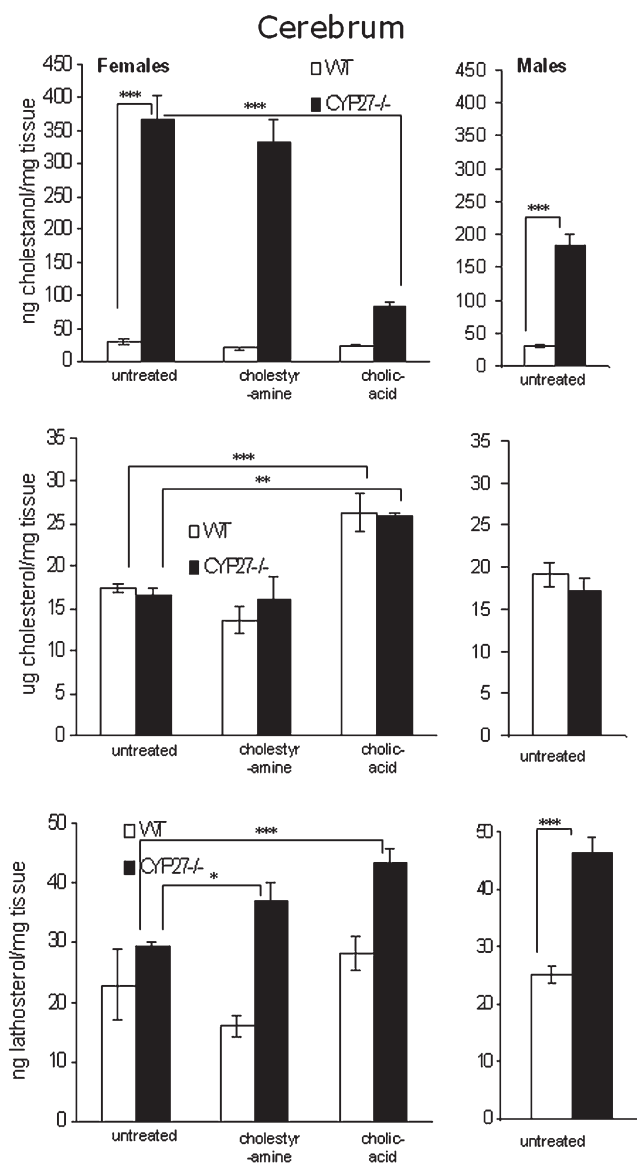 Cerebrum
Females
WT
CYP27-/-
Males
ng cholestanol/mg tissue
450
400
350
300
250
200
150
100
50
0
***
***
untreated
cholestyr
-amine
cholic-
acid
450
400
350
300
250
200
150
100
50
0
***
untreated
ug cholesterol/mg tissue
35
30
25
20
15
10
5
0
***
**
WT
CYP27-/-
untreated
cholestyr
-amine
cholic-
acid
35
30
25
20
15
10
5
0
untreated
ng lathosterol/mg tissue
50
40
30
20
10
0
WT
CYP27-/-
***
*
untreated
cholestyr
-amine
cholic-
acid
50
40
30
20
10
0
***
untreated